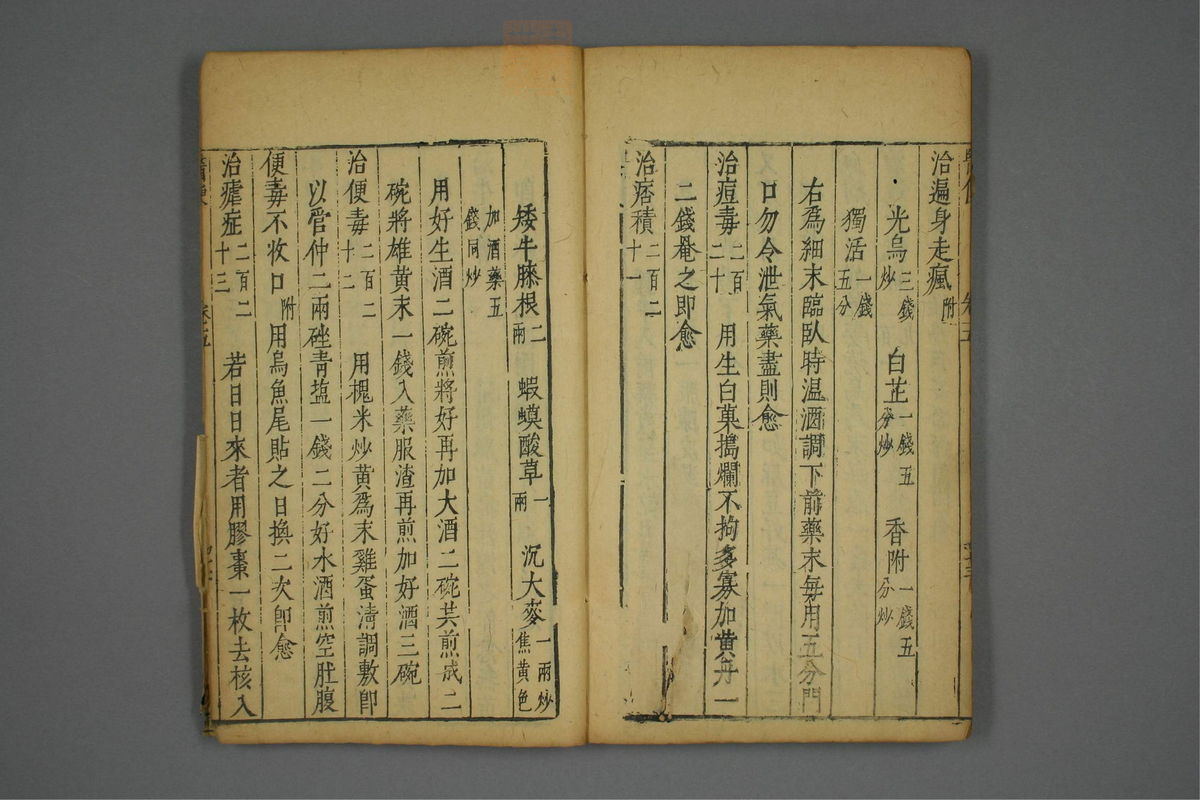 治遍身走瘋附
光烏三錢炒 白芷一錢五分炒 香附一錢五分炒
獨活一錢五分
右爲細末臨臥時温酒調下前藥末每用五分門
口勿令泄氣藥盡則愈
治痘毒二百二十 用生白菓搗爛不拘多寡加黄丹一
二錢菴之即愈
治痞積二百二十一
矮牛膝根二兩 蝦蟆酸草一兩 沉大麥一兩炒焦黄色
加酒藥五錢同炒
用好生酒二碗煎將好再加大酒二碗共煎成二
碗將雄黄末一錢入藥服渣再煎加好酒三碗
治便毒二百二十二 用槐米炒黄爲末雞蛋淸調敷即
以管仲二兩硂青塩一錢二分好水酒煎空肚腹
便毒不收口附 用烏魚尾貼之日換二次卽愈
治瘧症二百二十三 若日日來者用膠棗一枚去核入